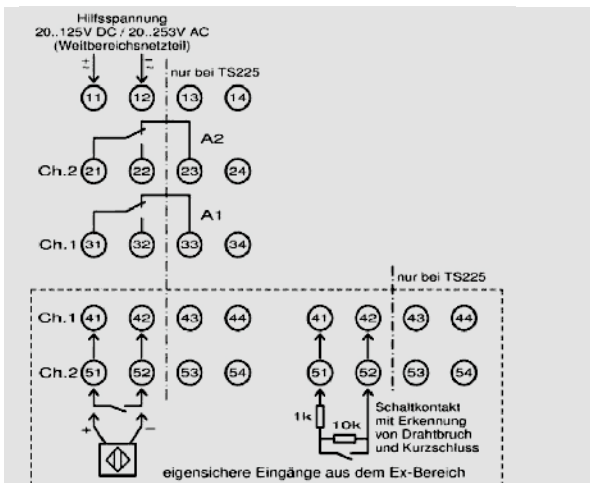 Hilfsspannung
20..125V DC / 20..253V AC
(Weitbereichsnetzteil)
nur bei TS225
11 12 13 14
A2
Ch.2 21 22 23 24
A1
Ch.1 31 32 33 34
nur bei TS225
Ch.1 41 42 43 44 41 42 43 44
Ch.2 51 52 53 54 51 52 53 54
1k
10k
Schaltkontakt
mit Erkennung
von Drahtbruch
und Kurzschluss
+ −
eigensichere Eingänge aus dem Ex-Bereich